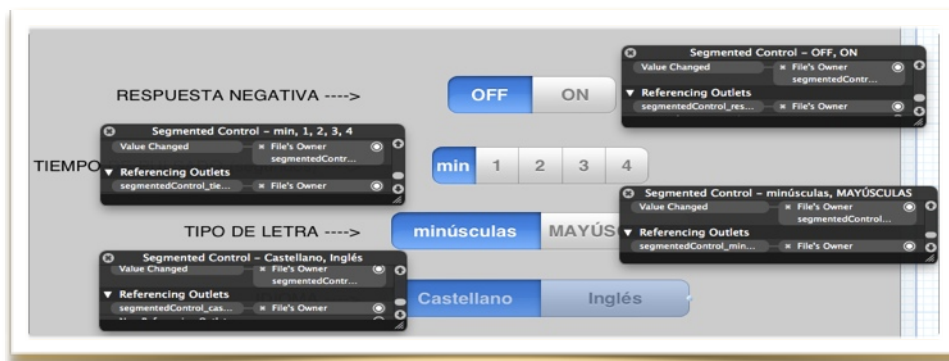 Segmented Control – OFF, ON
Value Changed
File's Owner
segmentedContr...
Referencing Outlets
segmentedControl_res...
File's Owner
RESPUESTA NEGATIVA ---->
OFF
ON
Segmented Control – min, 1, 2, 3, 4
Value Changed
File's Owner
segmentedContr...
Referencing Outlets
segmentedControl_tie...
File's Owner
TIEMPO
min
1
2
3
4
Segmented Control – minúsculas, MAYÚSCULAS
Value Changed
File's Owner
segmentedControl...
Referencing Outlets
segmentedControl_min...
File's Owner
TIPO DE LETRA ---->
minúsculas
MAYÚS
Segmented Control – Castellano, Inglés
Value Changed
File's Owner
segmentedContr...
Referencing Outlets
segmentedControl_cas...
File's Owner
Castellano
Inglés